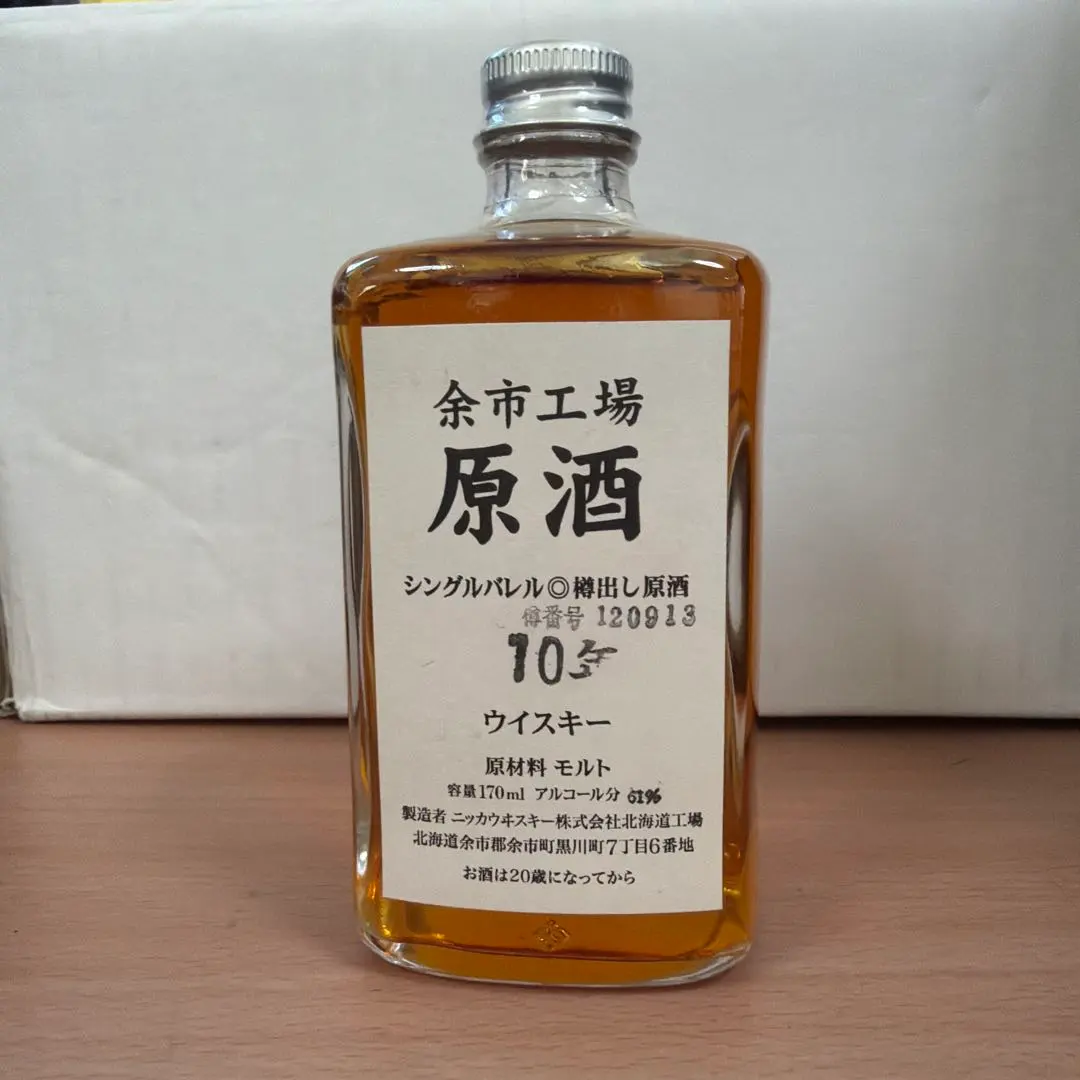 余市工場
原酒
シングルバレル◎樽出し原酒
樽番号 120913
10年
ウイスキー
原材料 モルト
容量170ml アルコール分 61%
製造者 ニッカウヰスキー株式会社北海道工場
北海道余市郡余市町黒川町7丁目6番地
お酒は20歳になってから